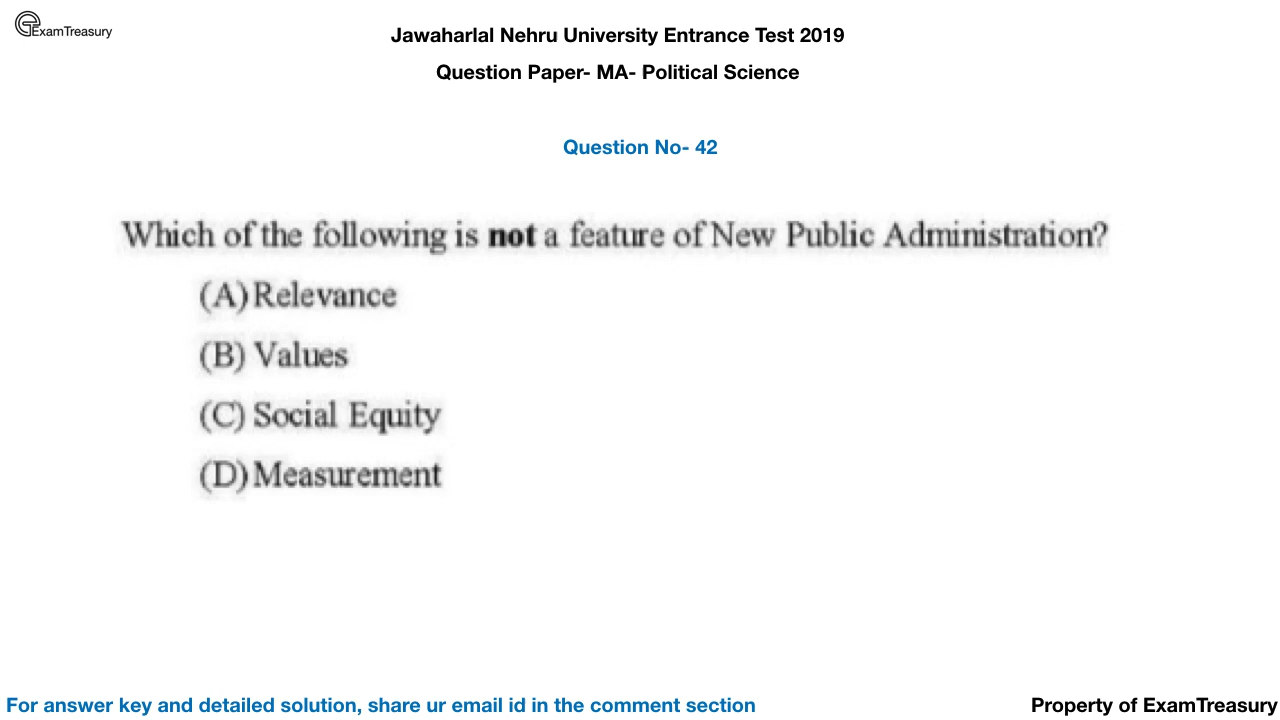 ExamTreasury
Jawaharlal Nehru University Entrance Test 2019
Question Paper- MA- Political Science
Question No- 42
Which of the following is not a feature of New Public Administration?
(A) Relevance
(B) Values
(C) Social Equity
(D) Measurement
For answer key and detailed solution, share ur email id in the comment section
Property of ExamTreasury